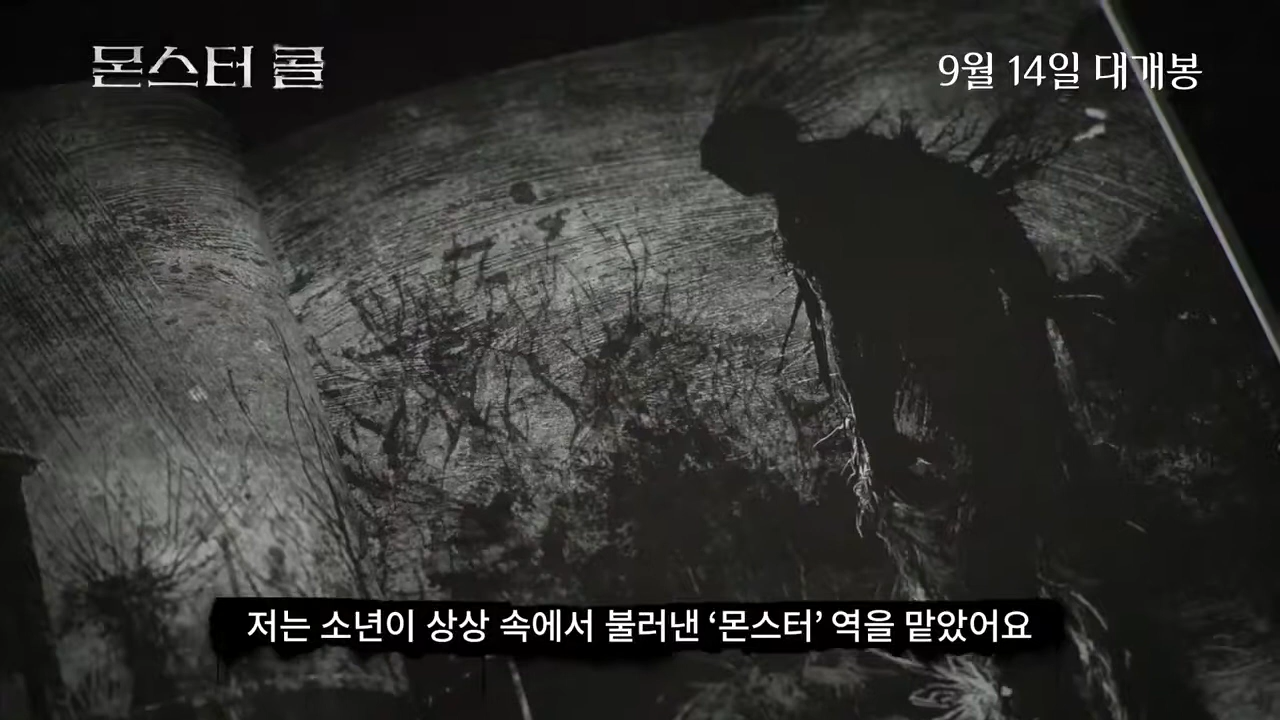 몬스터 콜
9월 14일 대개봉
저는 소년이 상상 속에서 불러낸 ‘몬스터’ 역을 맡았어요